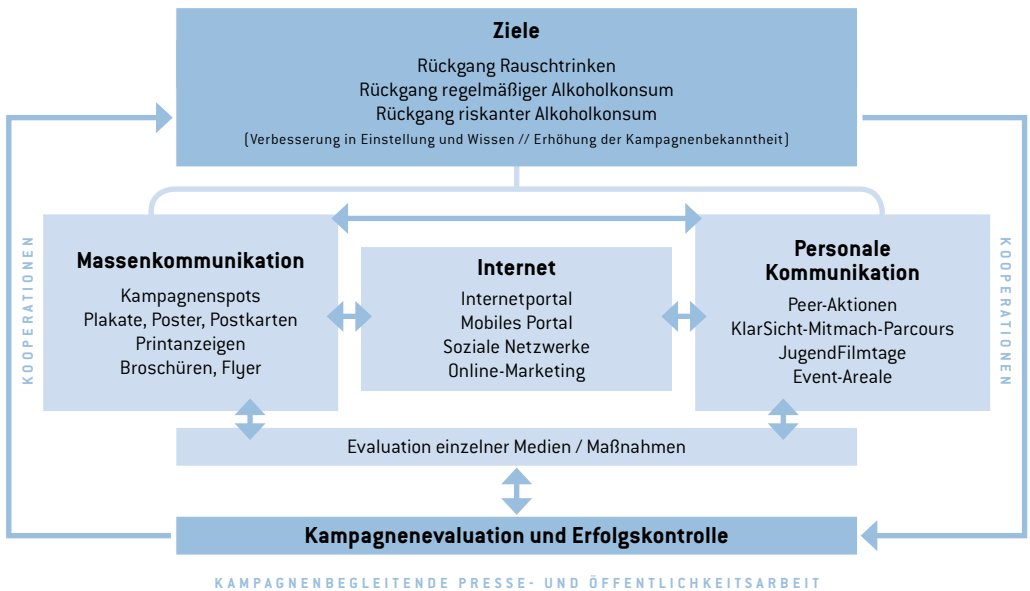 Ziele
Rückgang Rauschtrinken
Rückgang regelmäßiger Alkoholkonsum
Rückgang riskanter Alkoholkonsum
(Verbesserung in Einstellung und Wissen // Erhöhung der Kampagnenbekanntheit)
KOOPERATIONEN
Massenkommunikation
Kampagnenspots
Plakate, Poster, Postkarten
Printanzeigen
Broschüren, Flyer
Internet
Internetportal
Mobiles Portal
Soziale Netzwerke
Online-Marketing
Personale
Kommunikation
Peer-Aktionen
KlarSicht-Mitmach-Parcours
JugendFilmtage
Event-Areale
KOOPERATIONEN
Evaluation einzelner Medien / Maßnahmen
Kampagnenevaluation und Erfolgskontrolle
KAMPAGNENBEGLEITENDE PRESSE- UND ÖFFENTLICHKEITSARBEIT